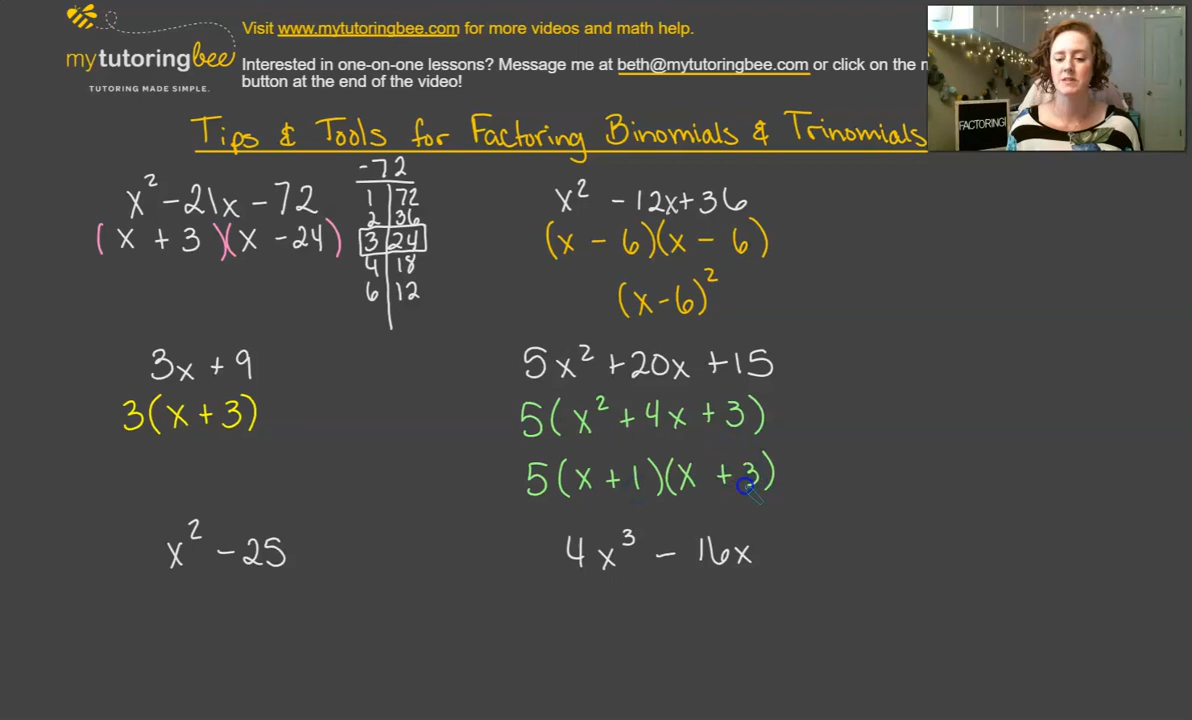 Visit www.mytutoringbee.com for more videos and math help.
mytutoringbee
TUTORING MADE SIMPLE.
Interested in one-on-one lessons? Message me at beth@mytutoringbee.com or click on the
button at the end of the video!
FACTORING!
Tips & Tools for Factoring Binomials & Trinomials
x² - 21x - 72
(x + 3)(x - 24)
-72
1 | 72
2 | 36
3 | 24
4 | 18
6 | 12
x² - 12x + 36
(x - 6)(x - 6)
(x - 6)²
3x + 9
3(x + 3)
5x² + 20x + 15
5(x² + 4x + 3)
5(x + 1)(x + 3)
x² - 25
4x³ - 16x